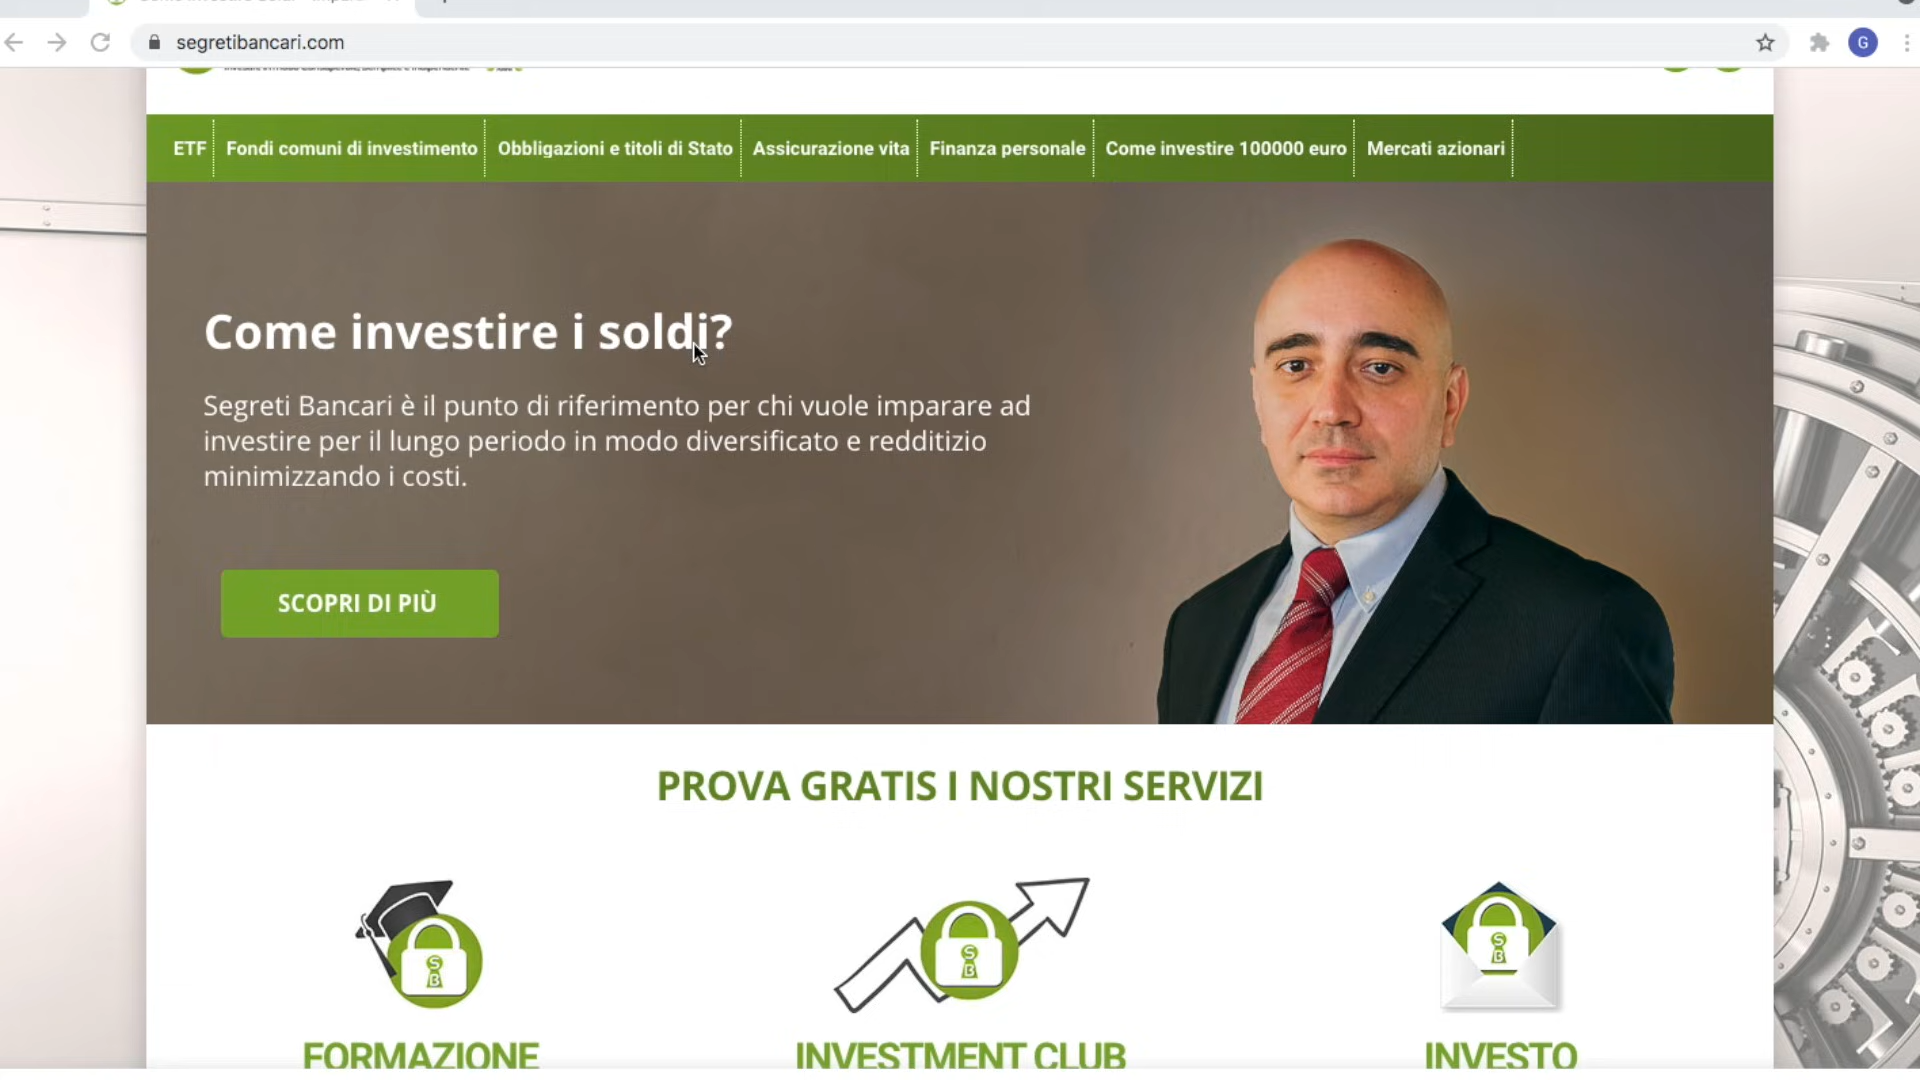 segretibancari.com
G
ETF
Fondi comuni di investimento
Obbligazioni e titoli di Stato
Assicurazione vita
Finanza personale
Come investire 100000 euro
Mercati azionari
Come investire i soldi?
Segreti Bancari è il punto di riferimento per chi vuole imparare ad
investire per il lungo periodo in modo diversificato e redditizio
minimizzando i costi.
SCOPRI DI PIÙ
PROVA GRATIS I NOSTRI SERVIZI
S
B
S
B
S
B
FORMAZIONE
INVESTMENT CLUB
INVESTO